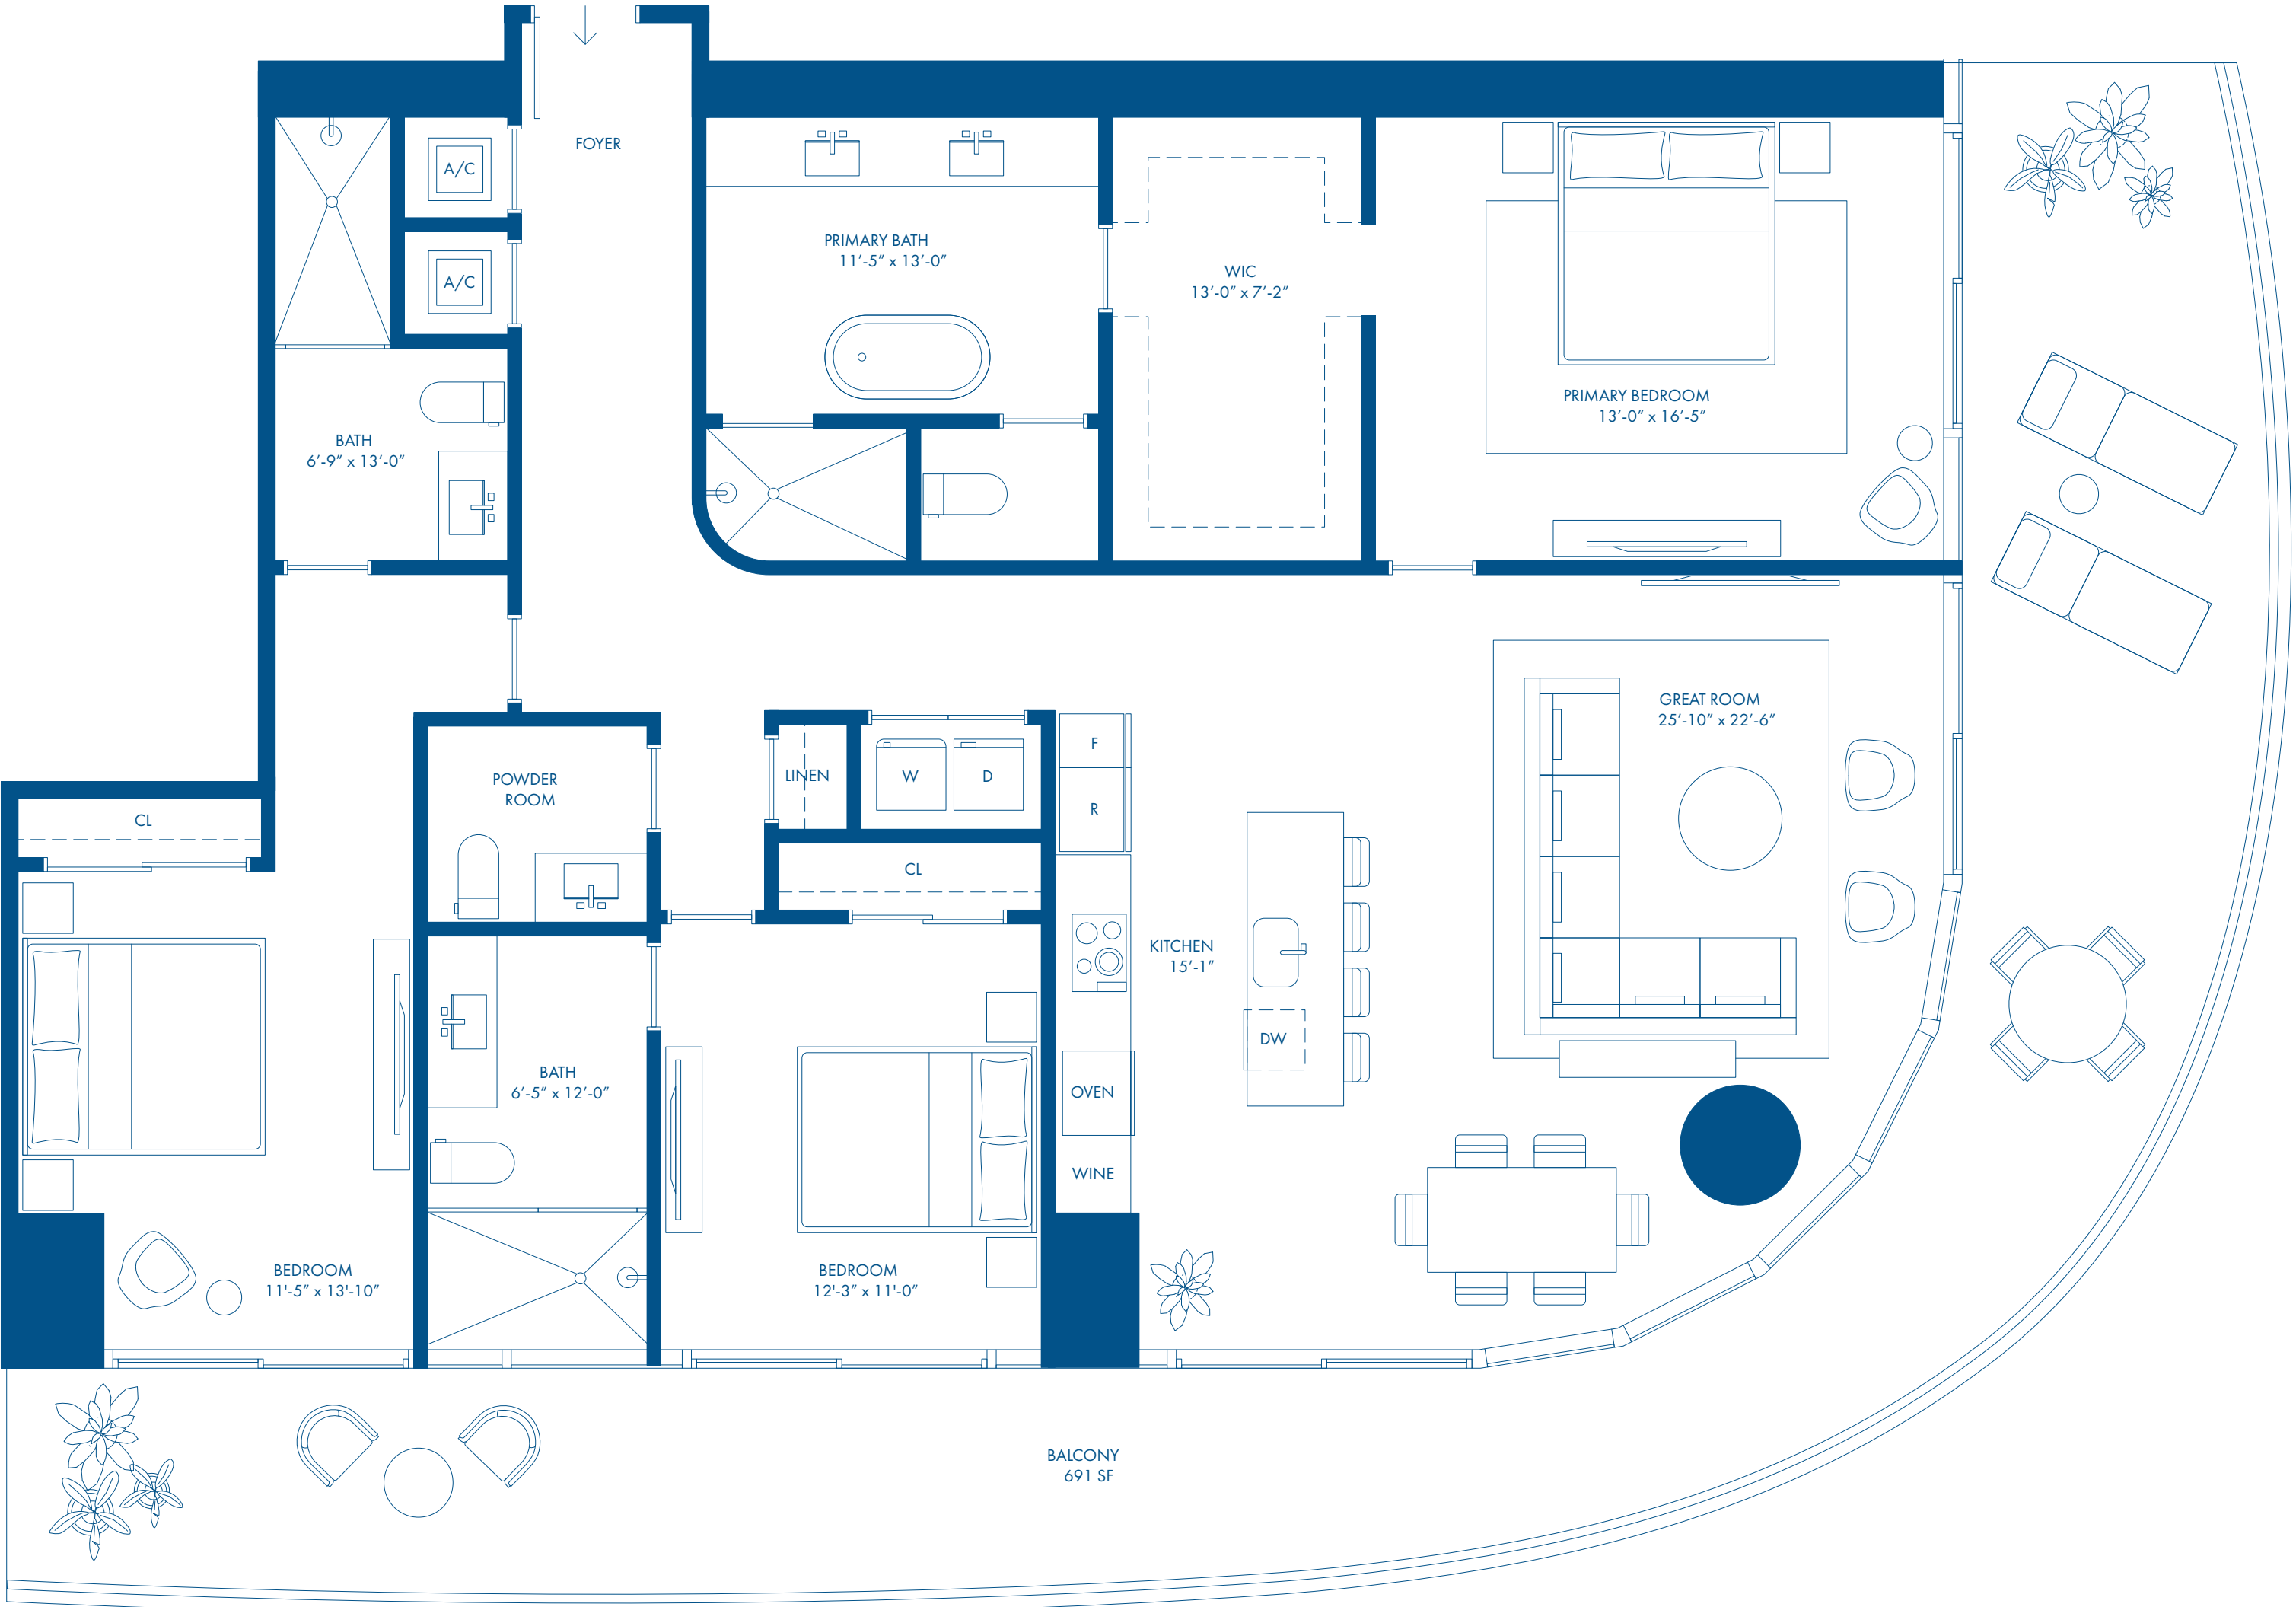 FOYER
A/C
A/C
PRIMARY BATH
11’-5” x 13’-0”
WIC
13’-0” x 7’-2”
PRIMARY BEDROOM
13’-0” x 16’-5”
BATH
6’-9” x 13’-0”
GREAT ROOM
25’-10” x 22’-6”
POWDER
ROOM
LINEN
W
D
F
R
CL
CL
KITCHEN
15’-1”
DW
BATH
6’-5” x 12’-0”
OVEN
WINE
BEDROOM
11'-5” x 13'-10”
BEDROOM
12'-3” x 11'-0”
BALCONY
691 SF